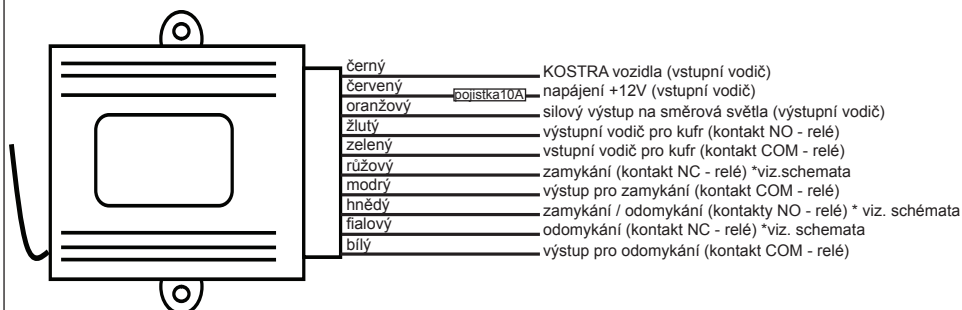 černý KOSTRA vozidla (vstupní vodič)
červený pojistka10A napájení +12V (vstupní vodič)
oranžový silový výstup na směrová světla (výstupní vodič)
žlutý výstupní vodič pro kufr (kontakt NO - relé)
zelený vstupní vodič pro kufr (kontakt COM - relé)
růžový zamykání (kontakt NC - relé) *viz.schemata
modrý výstup pro zamykání (kontakt COM - relé)
hnědý zamykání / odomykání (kontakty NO - relé) * viz. schémata
fialový odomykání (kontakt NC - relé) *viz. schemata
bílý výstup pro odomykání (kontakt COM - relé)